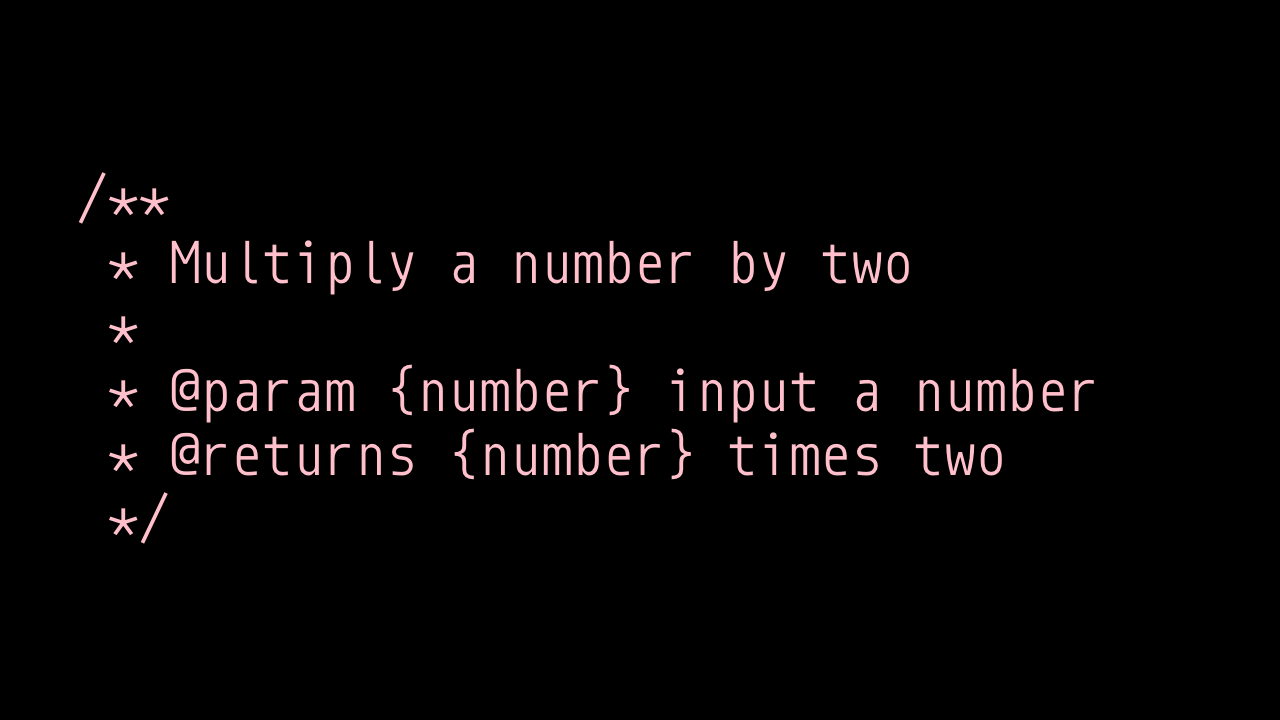 /**
 * Multiply a number by two
 *
 * @param {number} input a number
 * @returns {number} times two
 */